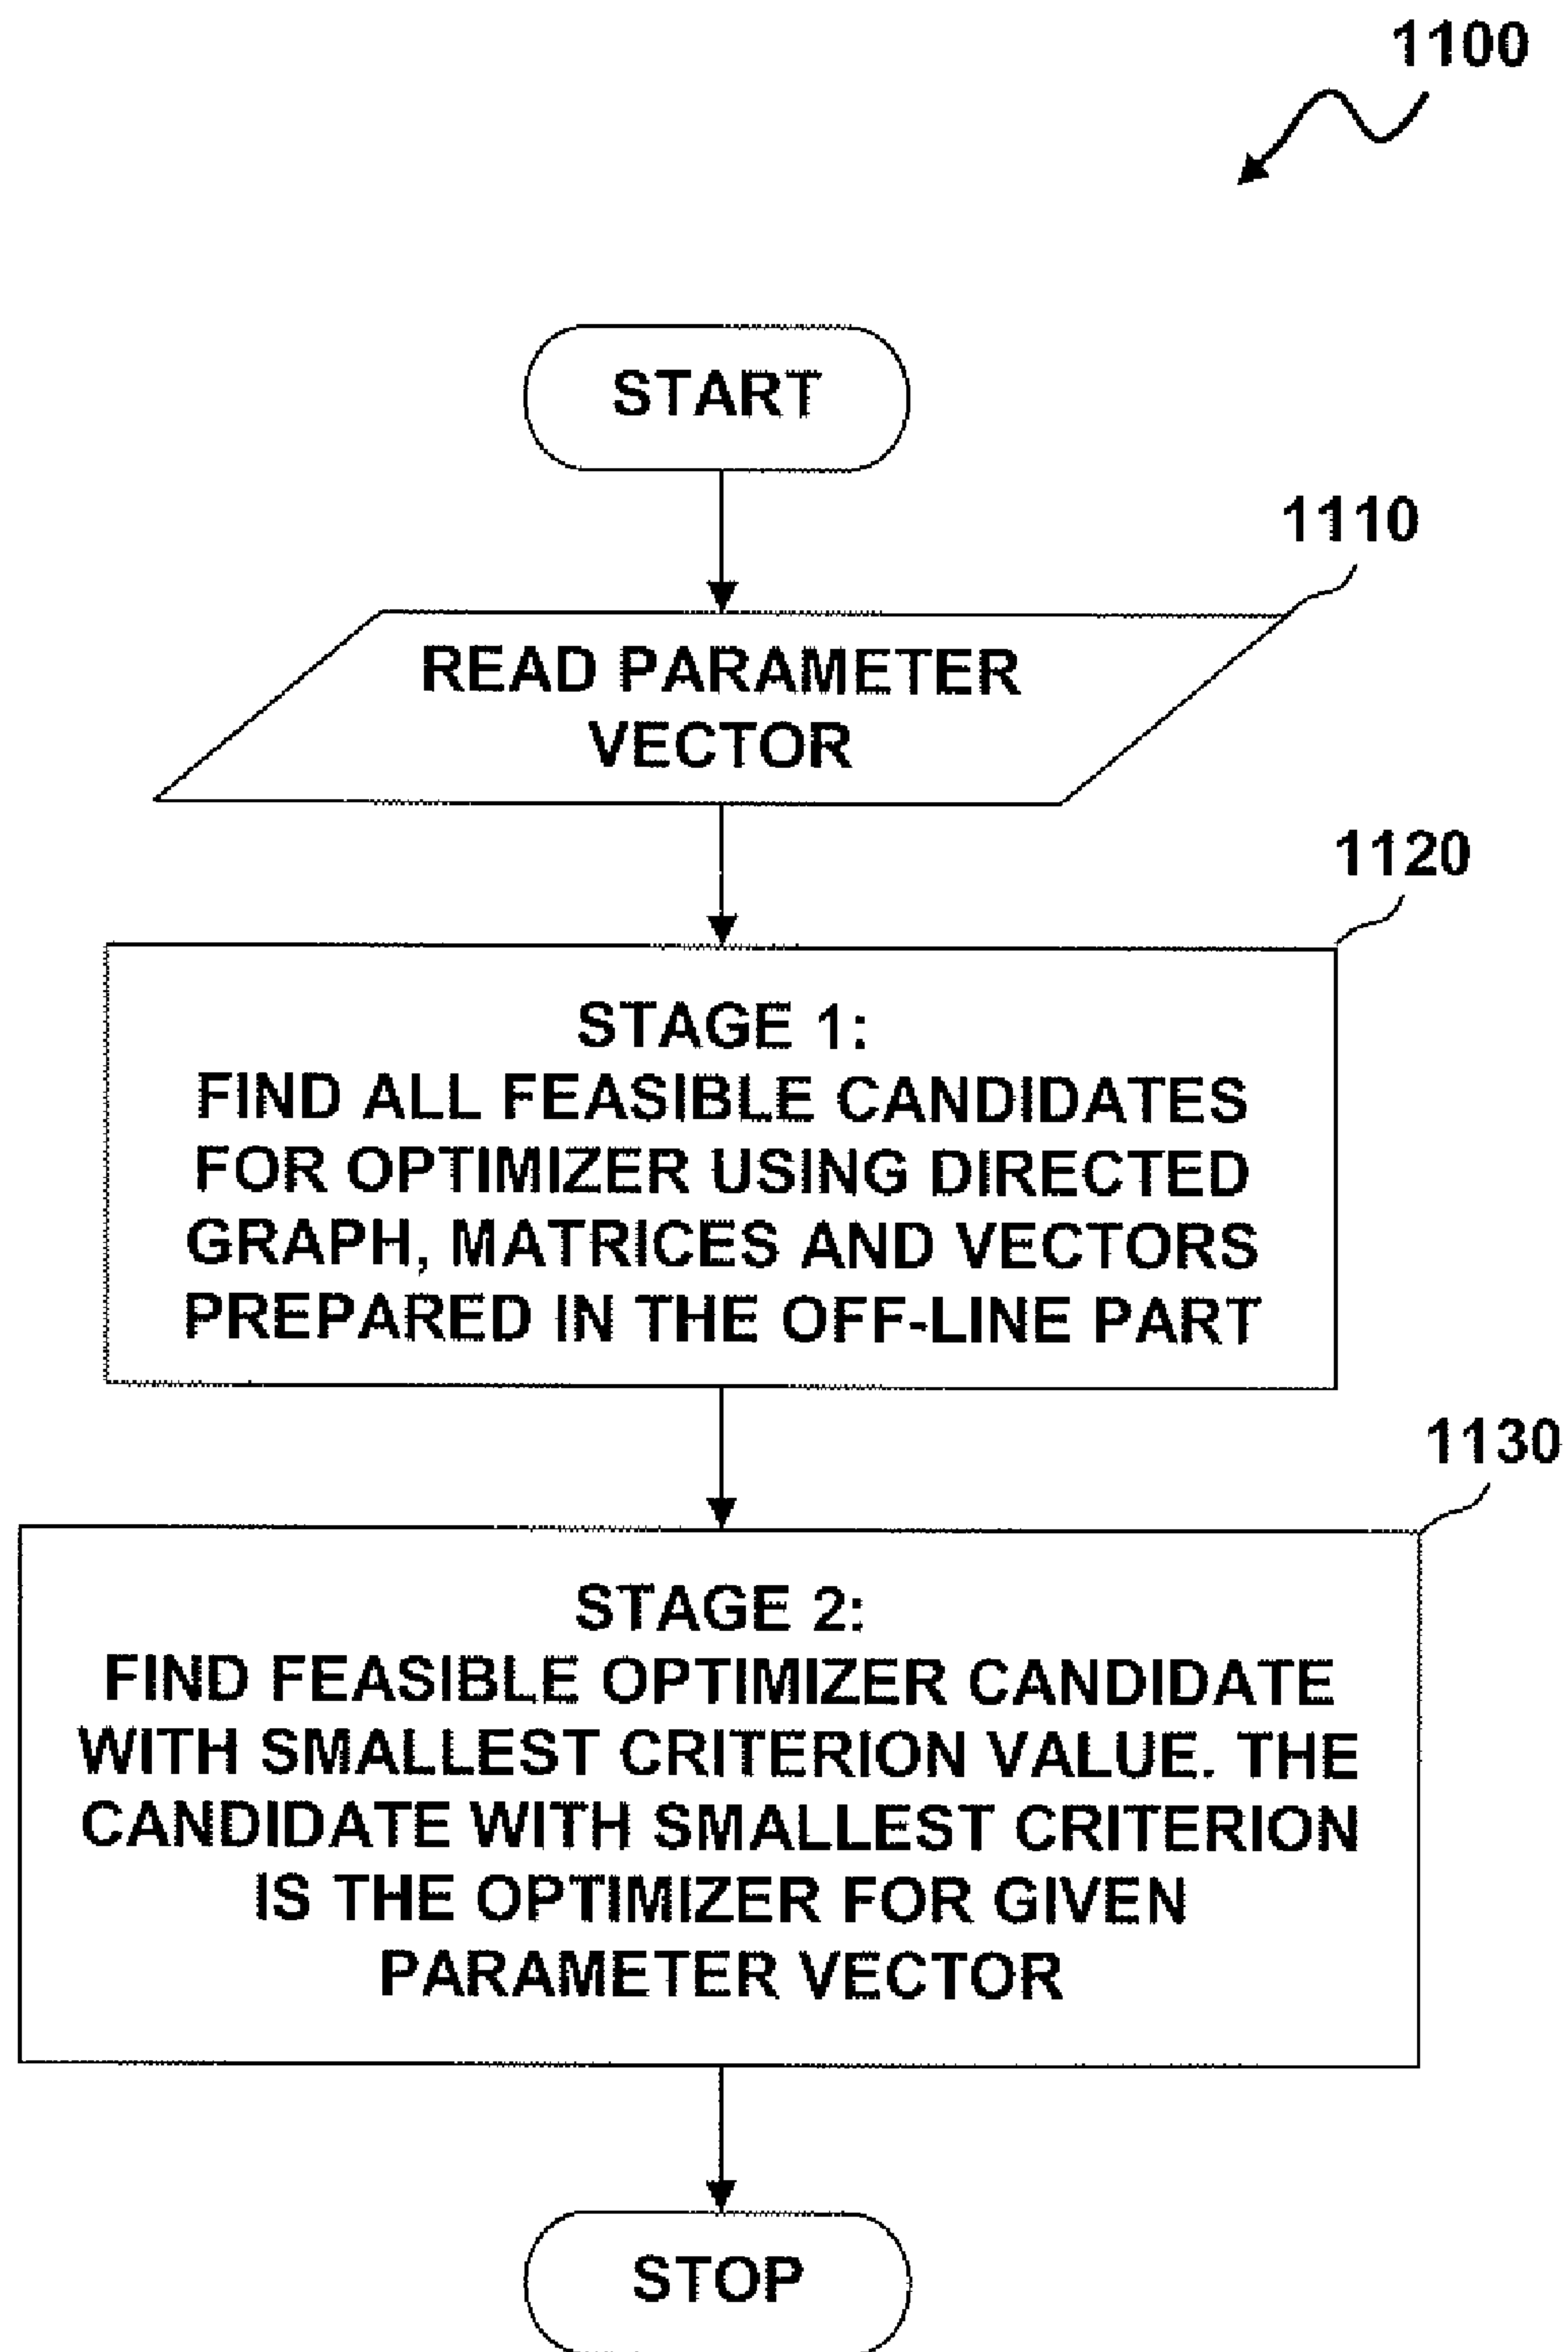 1100
START
1110
READ PARAMETER
VECTOR
1120
STAGE 1:
FIND ALL FEASIBLE CANDIDATES
FOR OPTIMIZER USING DIRECTED
GRAPH, MATRICES AND VECTORS
PREPARED IN THE OFF-LINE PART
1130
STAGE 2:
FIND FEASIBLE OPTIMIZER CANDIDATE
WITH SMALLEST CRITERION VALUE. THE
CANDIDATE WITH SMALLEST CRITERION
IS THE OPTIMIZER FOR GIVEN
PARAMETER VECTOR
STOP